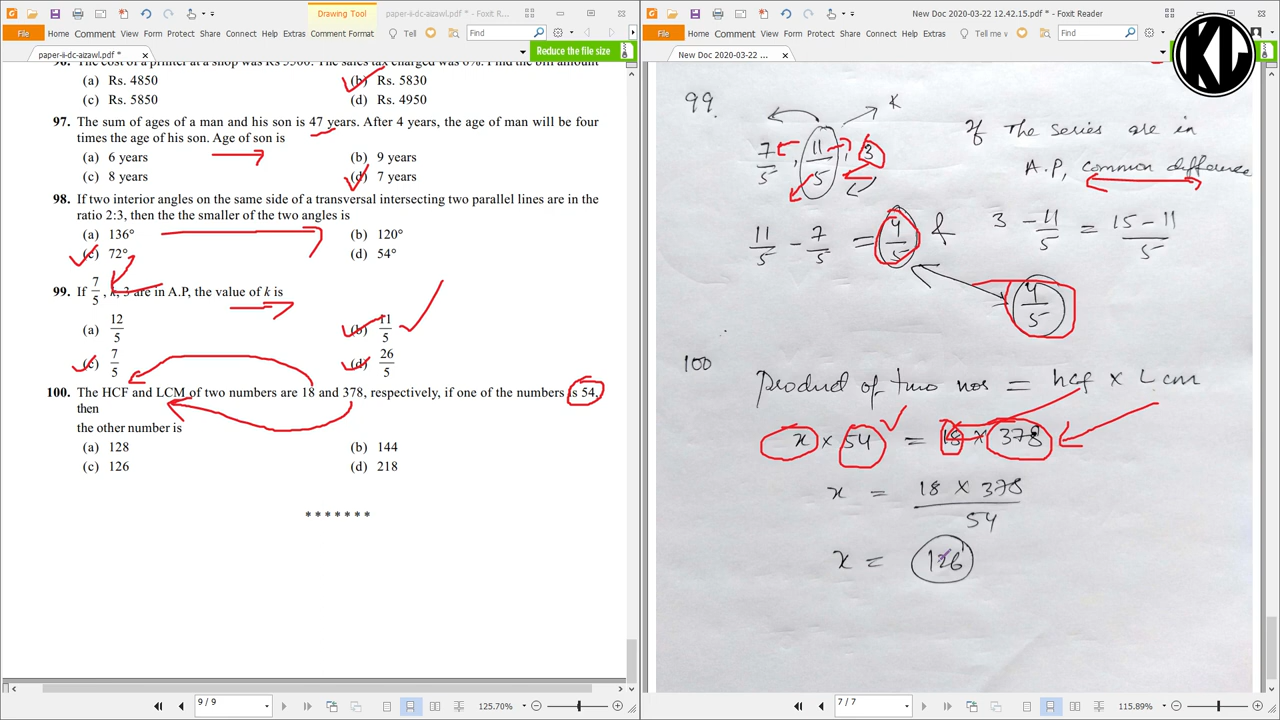 Drawing Tool
paper-ii-dc-aizawl.pdf * - Foxit R...
File Home Comment View Form Protect Share Connect Help Comment Format Tell Find
paper-ii-dc-aizawl.pdf *
Reduce the file size
(a) Rs. 4850 (b) Rs. 5830
(c) Rs. 5850 (d) Rs. 4950
97. The sum of ages of a man and his son is 47 years. After 4 years, the age of man will be four
times the age of his son. Age of son is
(a) 6 years (b) 9 years
(c) 8 years (d) 7 years
98. If two interior angles on the same side of a transversal intersecting two parallel lines are in the
ratio 2:3, then the the smaller of the two angles is
(a) 136° (b) 120°
(c) 72° (d) 54°
99. If 7/5, k, 3 are in A.P, the value of k is
(a) 12/5 (b) 11/5
(c) 7/5 (d) 26/5
100. The HCF and LCM of two numbers are 18 and 378, respectively, if one of the numbers is 54,
then
the other number is
(a) 128 (b) 144
(c) 126 (d) 218
*******
9 / 9
125.70%
New Doc 2020-03-22 12.42.15.pdf * - Foxit Reader
File Home Comment View Form Protect Share Connect Help Tell me Find
New Doc 2020-03-22 ...
KC
99.
K
7/5, 11/5, 3
If The series are in
A.P, common difference
11/5 - 7/5 = 4/5 & 3 - 11/5 = 15-11/5
4/5
100
Product of two nos = hcf × Lcm
x × 54 = 18 × 378
x = 18 × 378/54
x = 126
7 / 7
115.89%